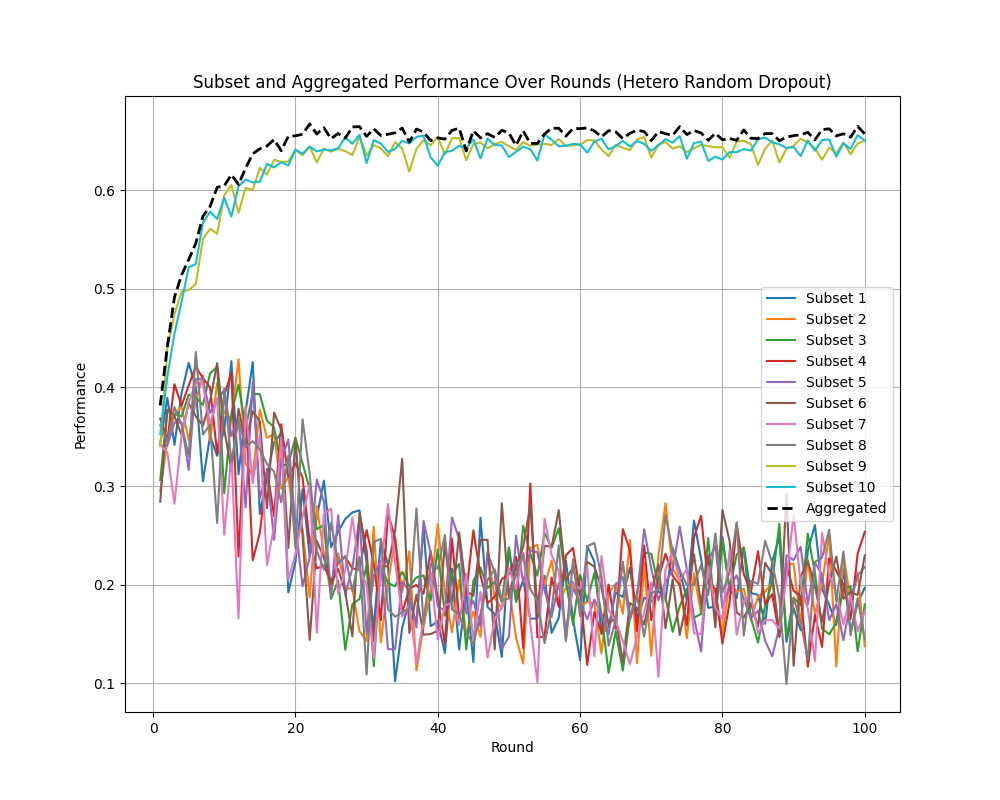 Subset and Aggregated Performance Over Rounds (Hetero Random Dropout)
Performance
0.6
0.5
0.4
0.3
0.2
0.1
0
20
40
60
80
100
Round
Subset 1
Subset 2
Subset 3
Subset 4
Subset 5
Subset 6
Subset 7
Subset 8
Subset 9
Subset 10
Aggregated